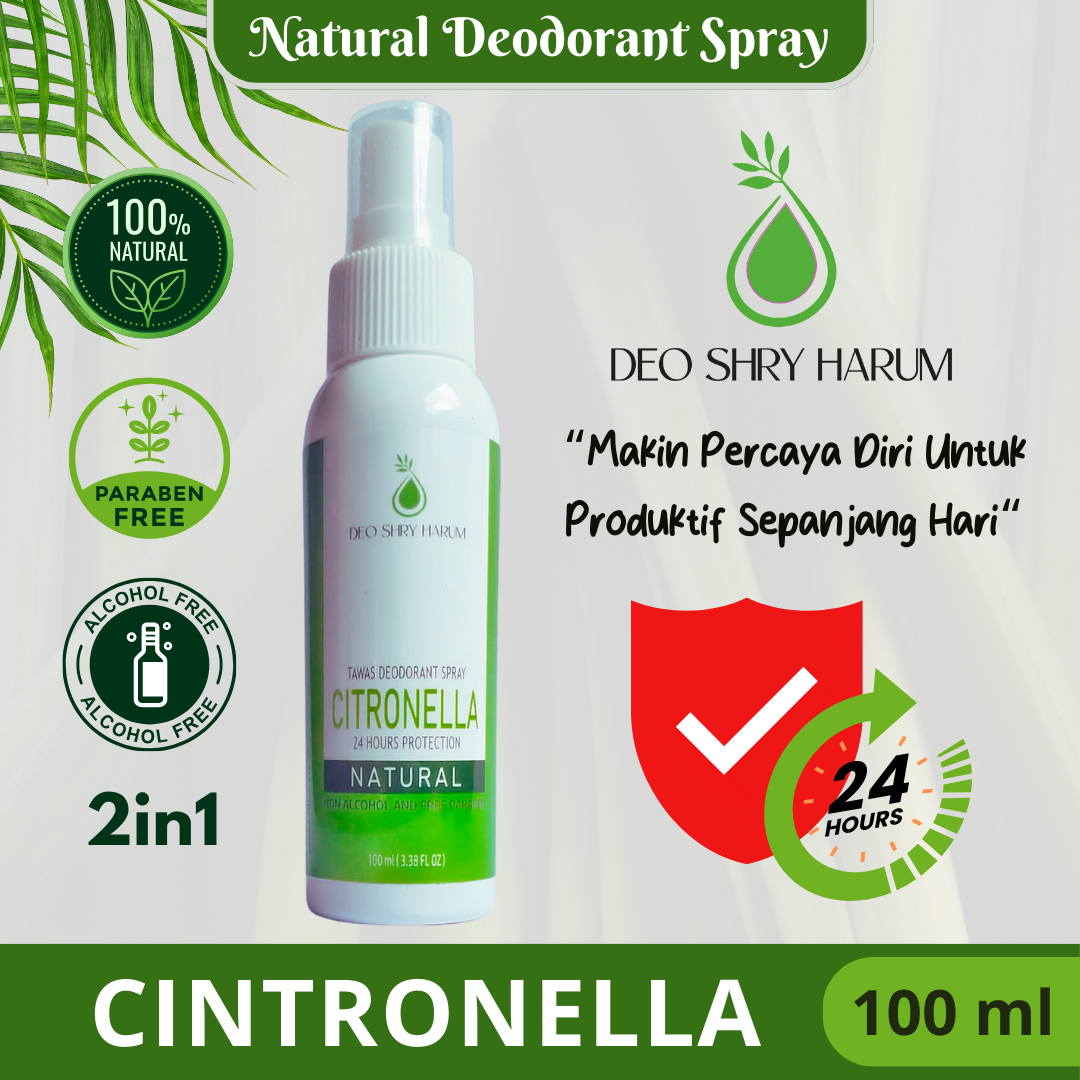 Natural Deodorant Spray
100%
NATURAL
PARABEN
FREE
ALCOHOL FREE
ALCOHOL FREE
2in1
DEO SHRY HARUM
TAWAS DEODORANT SPRAY
CITRONELLA
24 HOURS PROTECTION
NATURAL
NON ALCOHOL AND FREE
100 ml ( 3.38 FL OZ )
DEO SHRY HARUM
“Makin Percaya Diri Untuk
Produktif Sepanjang Hari“
24
HOURS
CINTRONELLA
100 ml